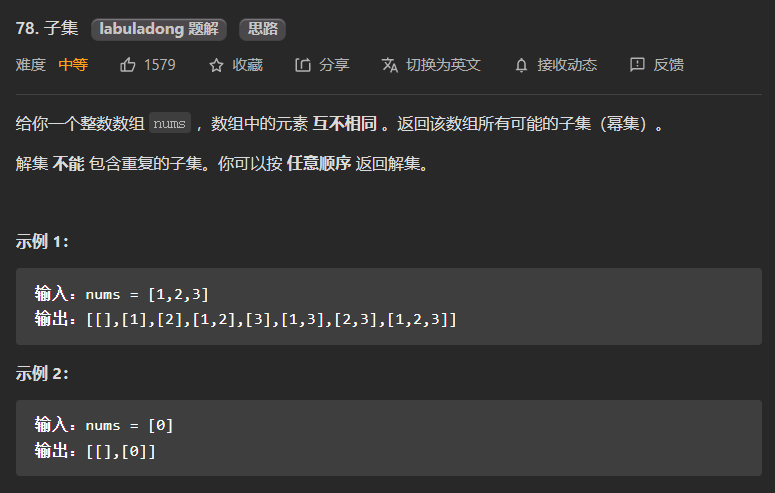 78. 子集 labuladong 题解 思路
难度 中等 1579 收藏 分享 切换为英文 接收动态 反馈
给你一个整数数组 nums ，数组中的元素 互不相同 。返回该数组所有可能的子集（幂集）。
解集 不能 包含重复的子集。你可以按 任意顺序 返回解集。
示例 1：
输入：nums = [1,2,3]
输出：[[],[1],[2],[1,2],[3],[1,3],[2,3],[1,2,3]]
示例 2：
输入：nums = [0]
输出：[[],[0]]